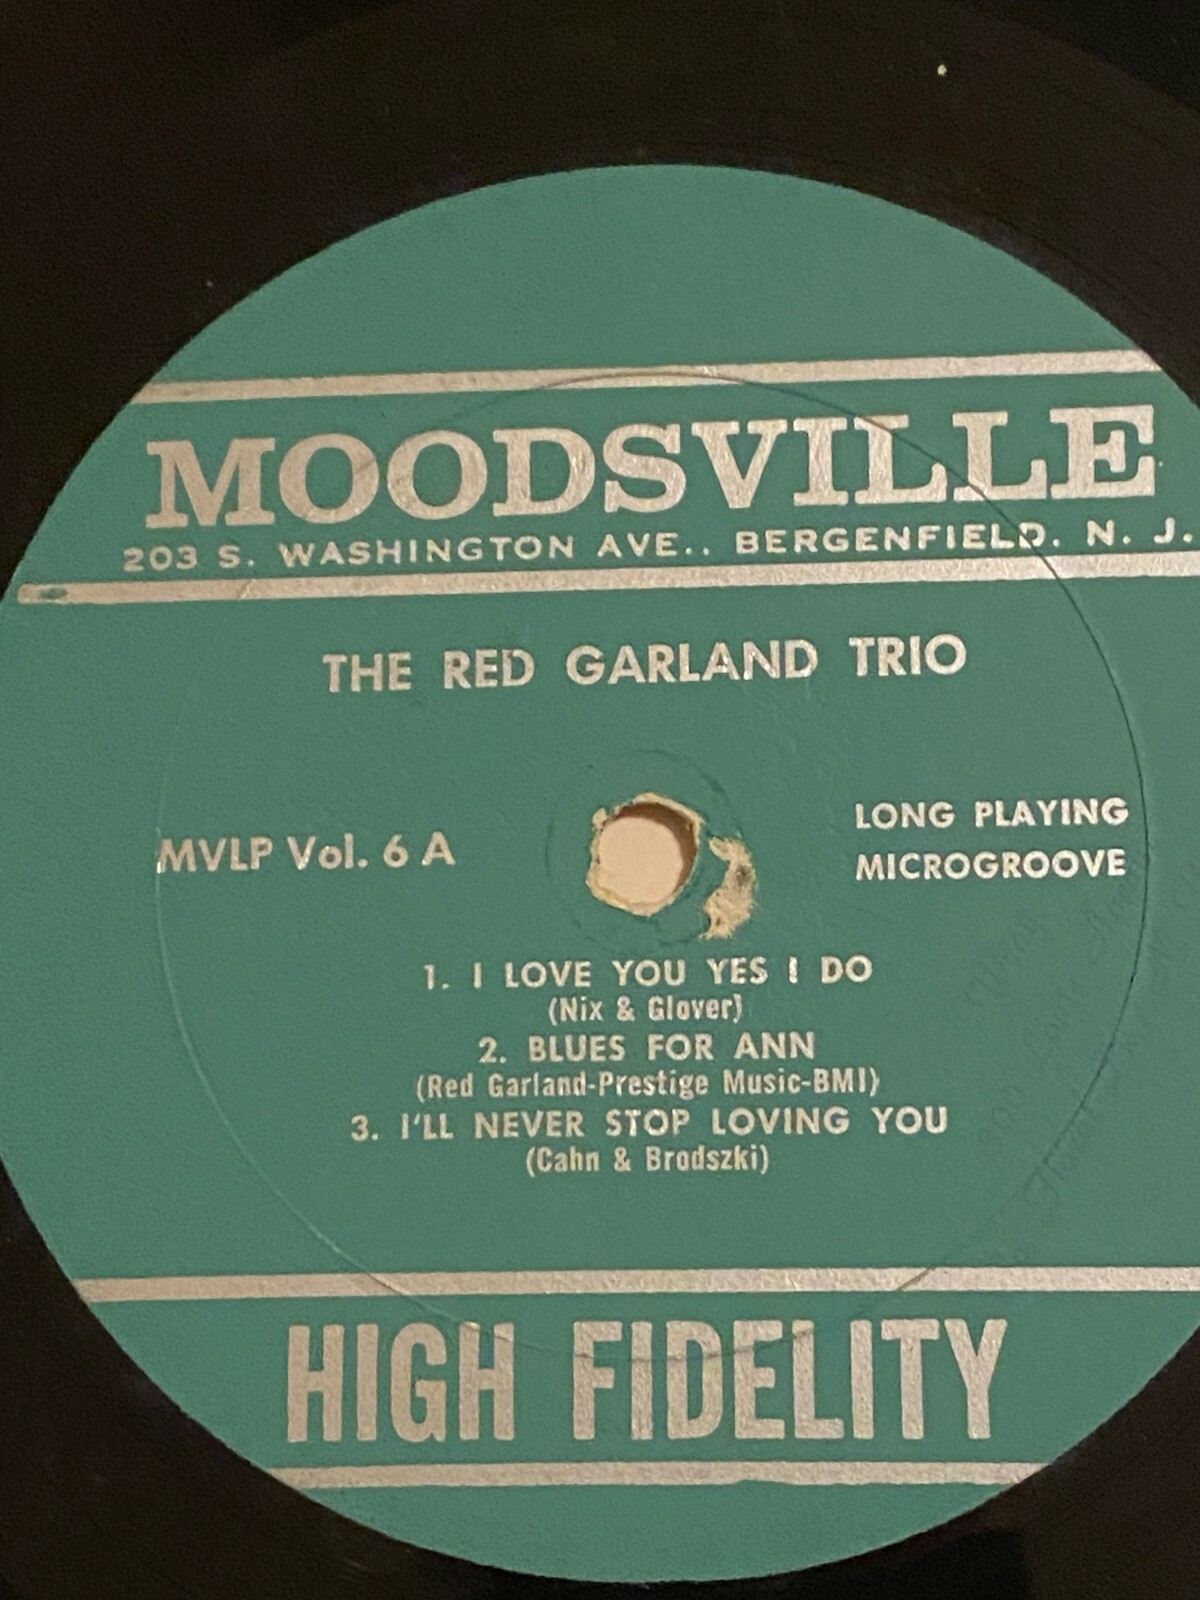 MOODSVILLE
203 S. WASHINGTON AVE., BERGENFIELD, N. J.
THE RED GARLAND TRIO
MVLP Vol. 6 A
LONG PLAYING
MICROGROOVE
1. I LOVE YOU YES I DO
(Nix & Glover)
2. BLUES FOR ANN
(Red Garland-Prestige Music-BMI)
3. I'LL NEVER STOP LOVING YOU
(Cahn & Brodszki)
HIGH FIDELITY